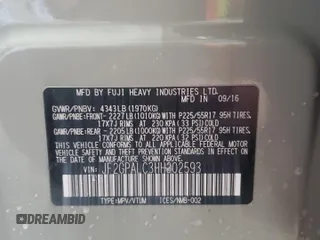 MFD. BY FUJI HEAVY INDUSTRIES LTD.
09/16
GVWR/PNBV: 4343LB(1970KG)
GAWR/PNBE:FRONT- 2227LB(1010KG)WITH P225/55R17 95H TIRES.
17X7J RIMS AT 230 KPA (33 PSI) COLD
GAWR/PNBE:REAR - 2205LB(1000KG)WITH P225/55R17 95H TIRES.
17X7J RIMS AT 220 KPA (32 PSI) COLD
THIS VEHICLE CONFORMS TO ALL APPLICABLE FEDERAL MOTOR
VEHICLE SAFETY, BUMPER, AND THEFT PREVENTION STANDARDS
IN EFFECT ON THE DATE OF MANUFACTURE SHOWN ABOVE.
VIN: JF2GPALC3HH202593
TYPE:MPV/VTUM ICES/NMB-002